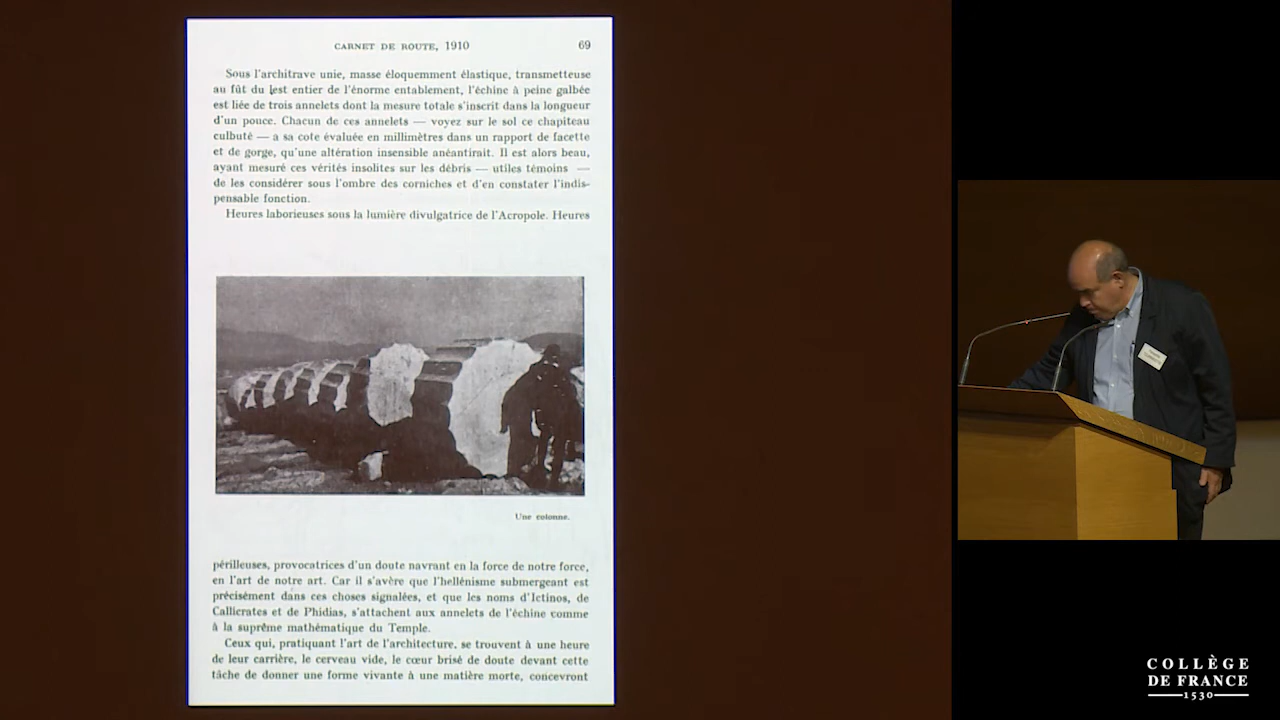 CARNET DE ROUTE, 1910 69
Sous l'architrave unie, masse éloquemment élastique, transmetteuse
au fût du lest entier de l'énorme entablement, l'échine à peine galbée
est liée de trois annelets dont la mesure totale s'inscrit dans la longueur
d'un pouce. Chacun de ces annelets — voyez sur le sol ce chapiteau
culbuté — a sa cote évaluée en millimètres dans un rapport de facette
et de gorge, qu'une altération insensible anéantirait. Il est alors beau,
ayant mesuré ces vérités insolites sur les débris — utiles témoins —
de les considérer sous l'ombre des corniches et d'en constater l'indis-
pensable fonction.
Heures laborieuses sous la lumière divulgatrice de l'Acropole. Heures
Une colonne.
périlleuses, provocatrices d'un doute navrant en la force de notre force,
en l'art de notre art. Car il s'avère que l'hellénisme submergeant est
précisément dans ces choses signalées, et que les noms d'Ictinos, de
Callicrates et de Phidias, s'attachent aux annelets de l'échine comme
à la suprême mathématique du Temple.
Ceux qui, pratiquant l'art de l'architecture, se trouvent à une heure
de leur carrière, le cerveau vide, le cœur brisé de doute devant cette
tâche de donner une forme vivante à une matière morte, concevront
COLLÈGE
DE FRANCE
1530